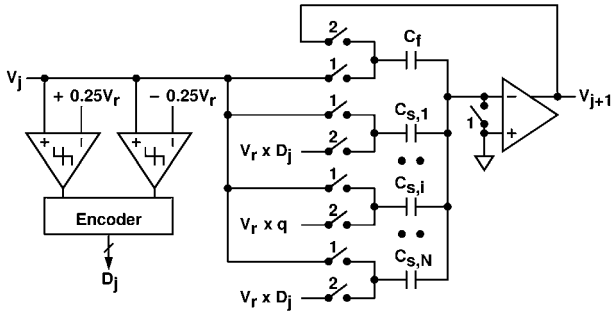 2
C_f
V_j
+ 0.25V_r
− 0.25V_r
1
1
C_s,1
V_r x D_j
2
1
C_s,i
V_r x q
2
1
C_s,N
V_r x D_j
2
+
+
Encoder
D_j
1
−
+
V_j+1